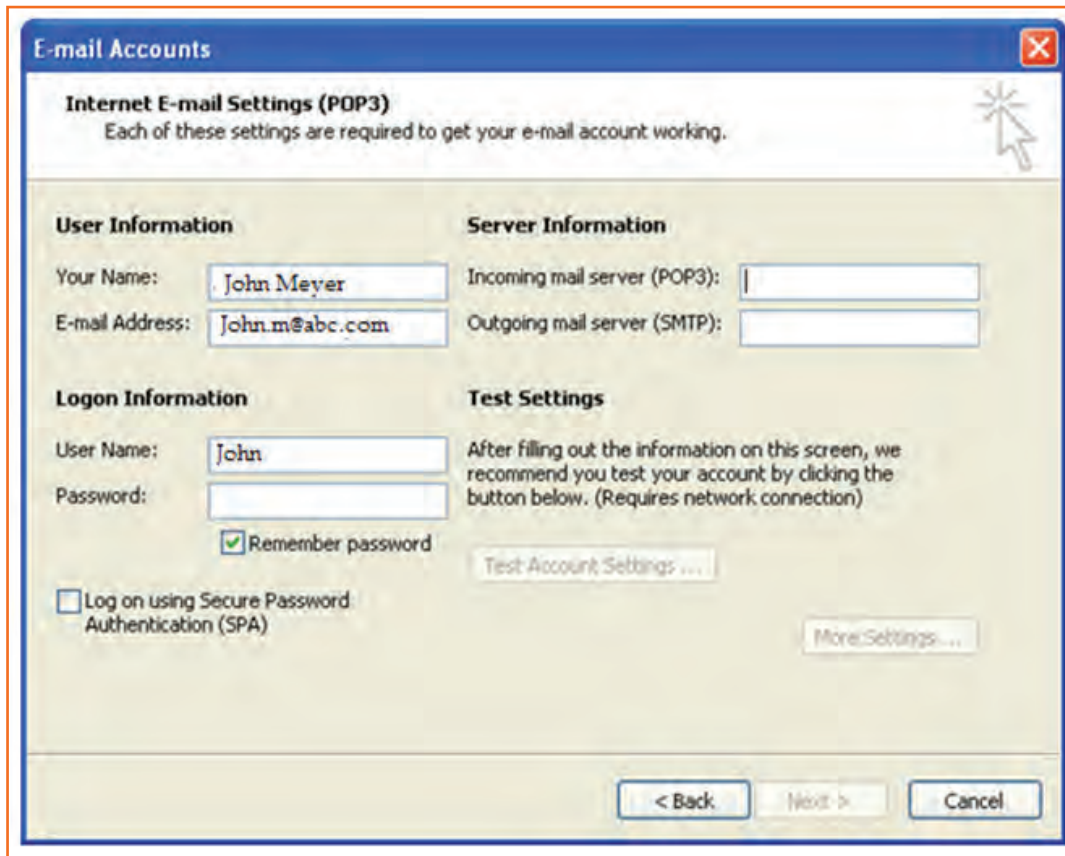 E-mail Accounts
Internet E-mail Settings (POP3)
Each of these settings are required to get your e-mail account working.
User Information
Your Name: John Meyer
E-mail Address: John.m@abc.com
Server Information
Incoming mail server (POP3):
Outgoing mail server (SMTP):
Logon Information
User Name: John
Password:
Remember password
Log on using Secure Password
Authentication (SPA)
Test Settings
After filling out the information on this screen, we
recommend you test your account by clicking the
button below. (Requires network connection)
Test Account Settings ...
More Settings ...
< Back
Next >
Cancel